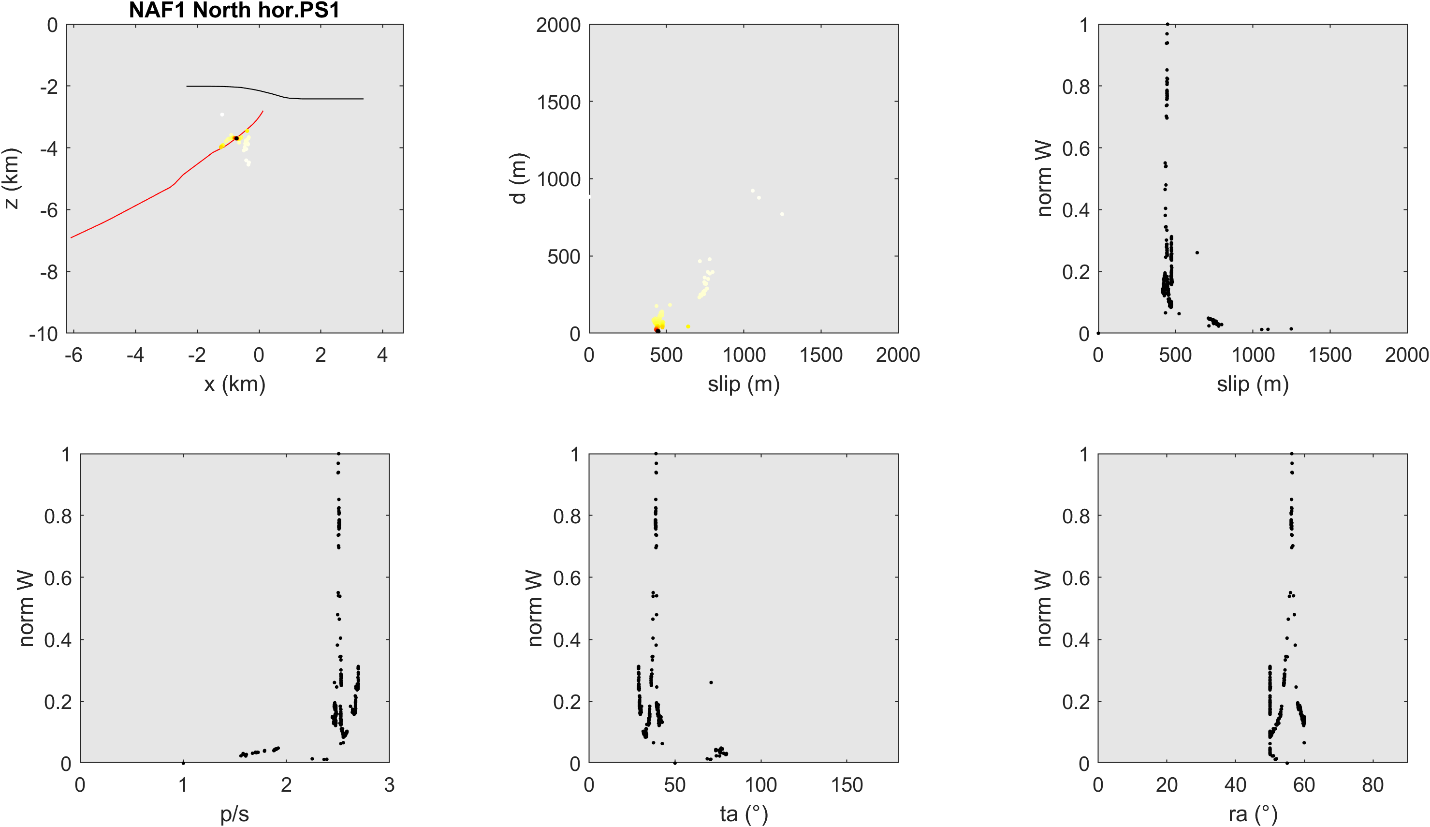 NAF1 North hor.PS1
0
-2
-4
-6
-8
-10
z (km)
-6 -4 -2 0 2 4
x (km)
2000
1500
1000
500
0
d (m)
0 500 1000 1500 2000
slip (m)
1
0.8
0.6
0.4
0.2
0
norm W
0 500 1000 1500 2000
slip (m)
1
0.8
0.6
0.4
0.2
0
norm W
0 1 2 3
p/s
1
0.8
0.6
0.4
0.2
0
norm W
0 50 100 150
ta (°)
1
0.8
0.6
0.4
0.2
0
norm W
0 20 40 60 80
ra (°)